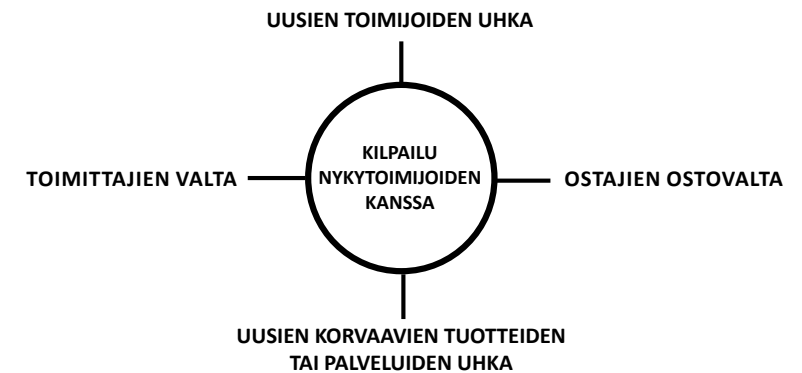 UUSIEN TOIMIJOIDEN UHKA
KILPAILU
NYKYTOIMIJOIDEN
KANSSA
TOIMITTAJIEN VALTA
OSTAJIEN OSTOVALTA
UUSIEN KORVAAVIEN TUOTTEIDEN
TAI PALVELUIDEN UHKA